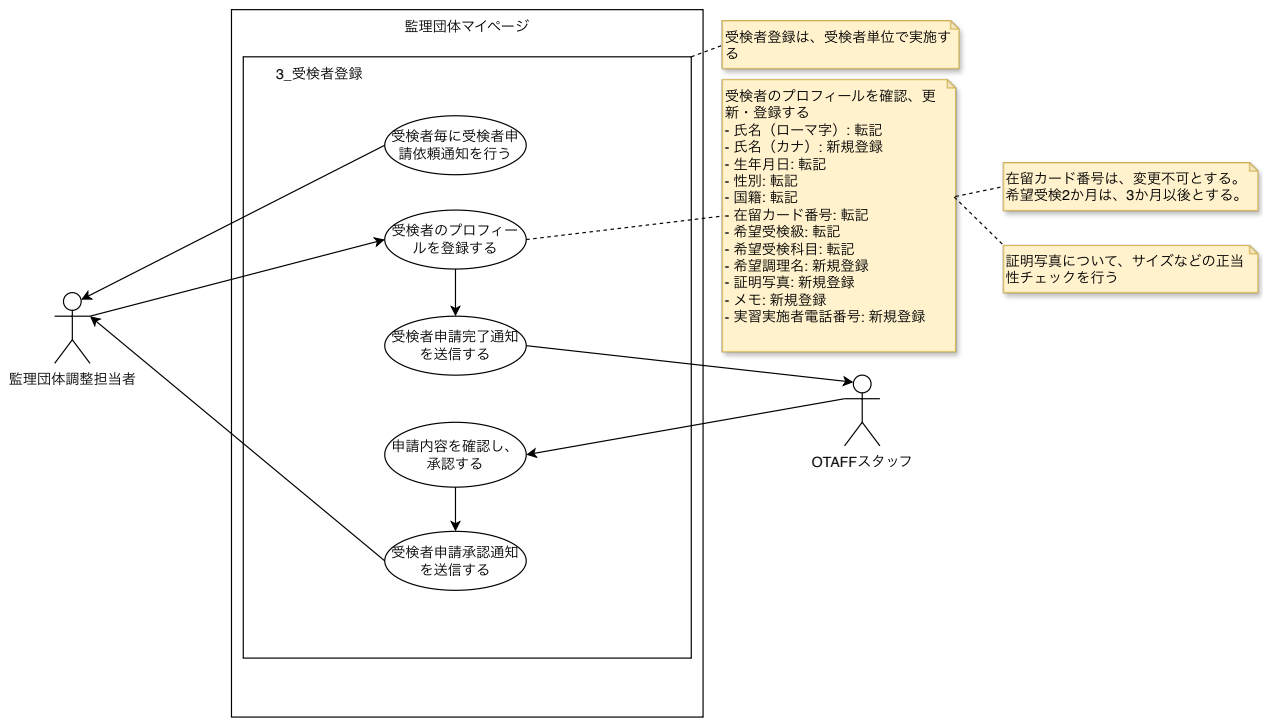 監理団体マイページ
3_受検者登録
受検者毎に受検者申
請依頼通知を行う
受検者のプロフィー
ルを登録する
受検者申請完了通知
を送信する
申請内容を確認し、
承認する
受検者申請承認通知
を送信する
監理団体調整担当者
OTAFFスタッフ
受検者登録は、受検者単位で実施す
る
受検者のプロフィールを確認、更
新・登録する
- 氏名（ローマ字）: 転記
- 氏名（カナ）: 新規登録
- 生年月日: 転記
- 性別: 転記
- 国籍: 転記
- 在留カード番号: 転記
- 希望受検級: 転記
- 希望受検科目: 転記
- 希望調理名: 新規登録
- 証明写真: 新規登録
- メモ: 新規登録
- 実習実施者電話番号: 新規登録
在留カード番号は、変更不可とする。
希望受検2か月は、3か月以後とする。
証明写真について、サイズなどの正当
性チェックを行う